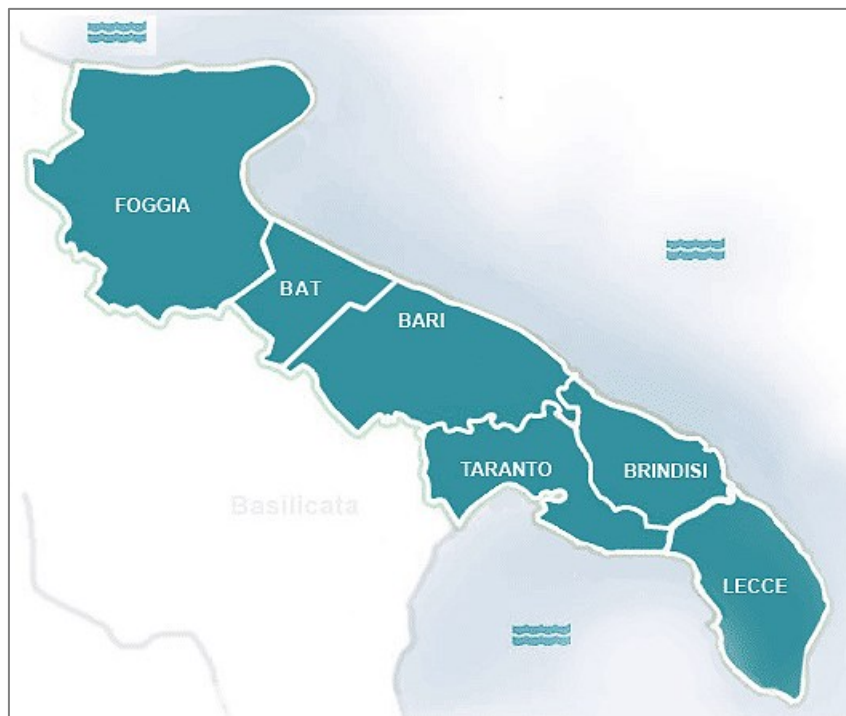 FOGGIA
BAT
BARI
TARANTO
BRINDISI
Basilicata
LECCE